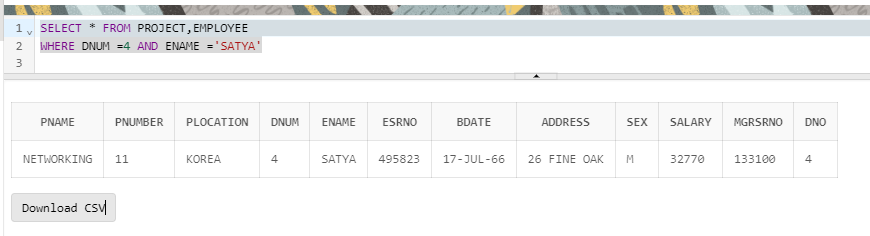 1 SELECT * FROM PROJECT,EMPLOYEE
2 WHERE DNUM =4 AND ENAME ='SATYA'
3
PNAME PNUMBER PLOCATION DNUM ENAME ESRNO BDATE ADDRESS SEX SALARY MGRSRNO DNO
NETWORKING 11 KOREA 4 SATYA 495823 17-JUL-66 26 FINE OAK M 32770 133100 4
Download CSV